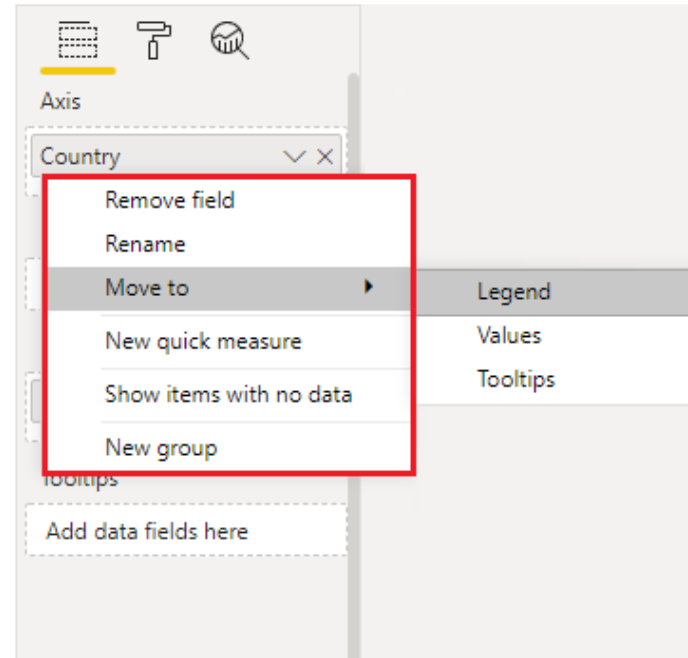 Axis
Country
Remove field
Rename
Move to
Legend
Values
Tooltips
New quick measure
Show items with no data
New group
Tooltips
Add data fields here